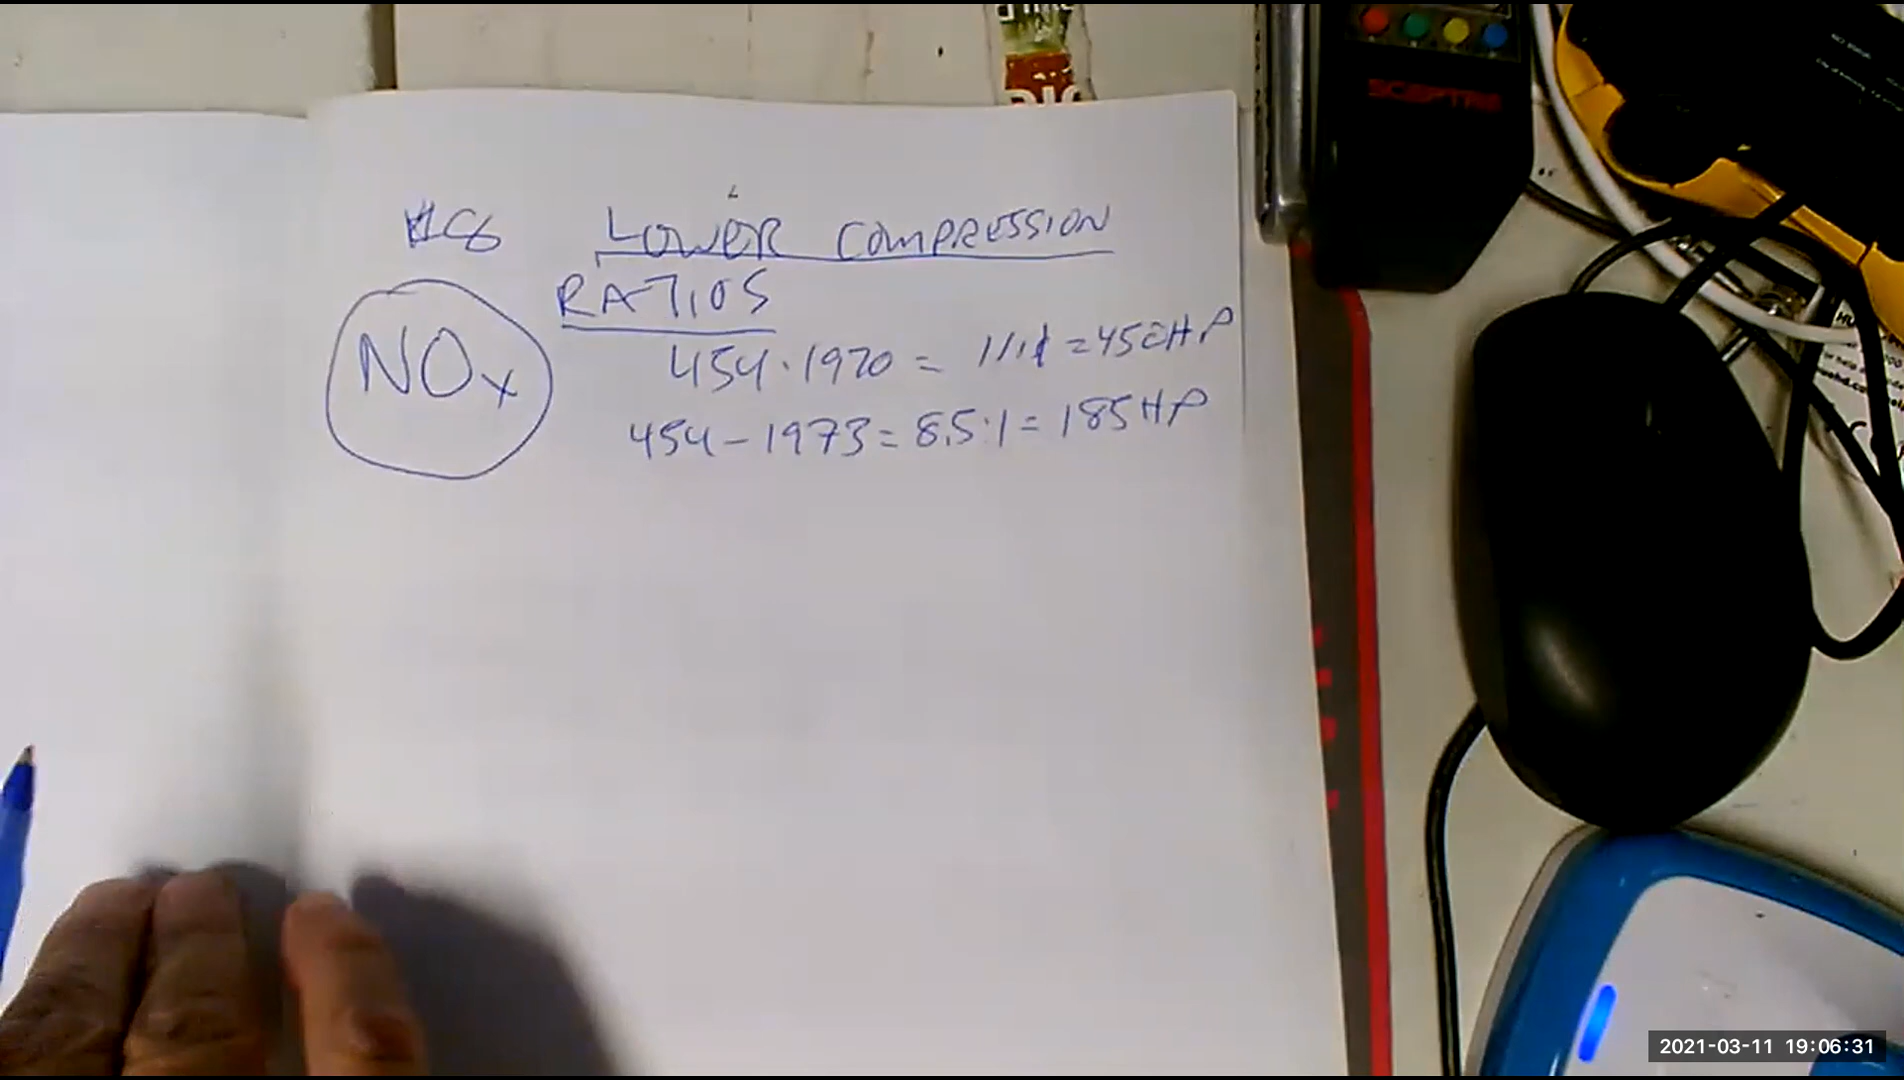 #6 LOWER COMPRESSION
RATIOS
NOx
454 · 1970 = 11:1 = 450HP
454 - 1973 = 8.5:1 = 185HP
SCEPTRE
2021-03-11 19:06:31